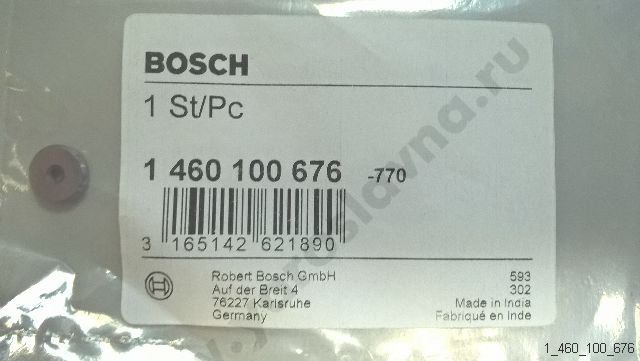 BOSCH
1 St/Pc
1 460 100 676 -770
3 165142 621890
Robert Bosch GmbH
Auf der Breit 4
76227 Karlsruhe
Germany
593
302
Made in India
Fabriqué en Inde
1_460_100_676